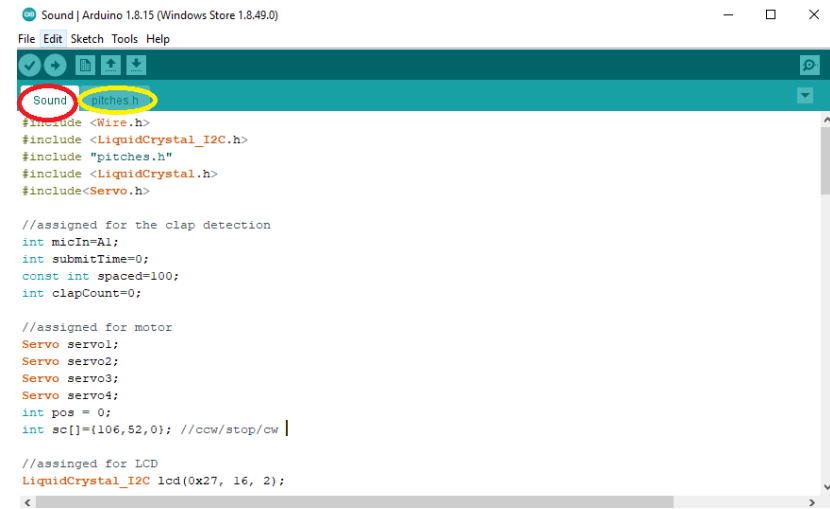 Sound | Arduino 1.8.15 (Windows Store 1.8.49.0)
File Edit Sketch Tools Help
Sound pitches.h
#include <Wire.h>
#include <LiquidCrystal_I2C.h>
#include "pitches.h"
#include <LiquidCrystal.h>
#include<Servo.h>
//assigned for the clap detection
int micIn=A1;
int submitTime=0;
const int spaced=100;
int clapCount=0;
//assigned for motor
Servo servo1;
Servo servo2;
Servo servo3;
Servo servo4;
int pos = 0;
int sc[]={106,52,0}; //ccw/stop/cw
//assinged for LCD
LiquidCrystal_I2C lcd(0x27, 16, 2);